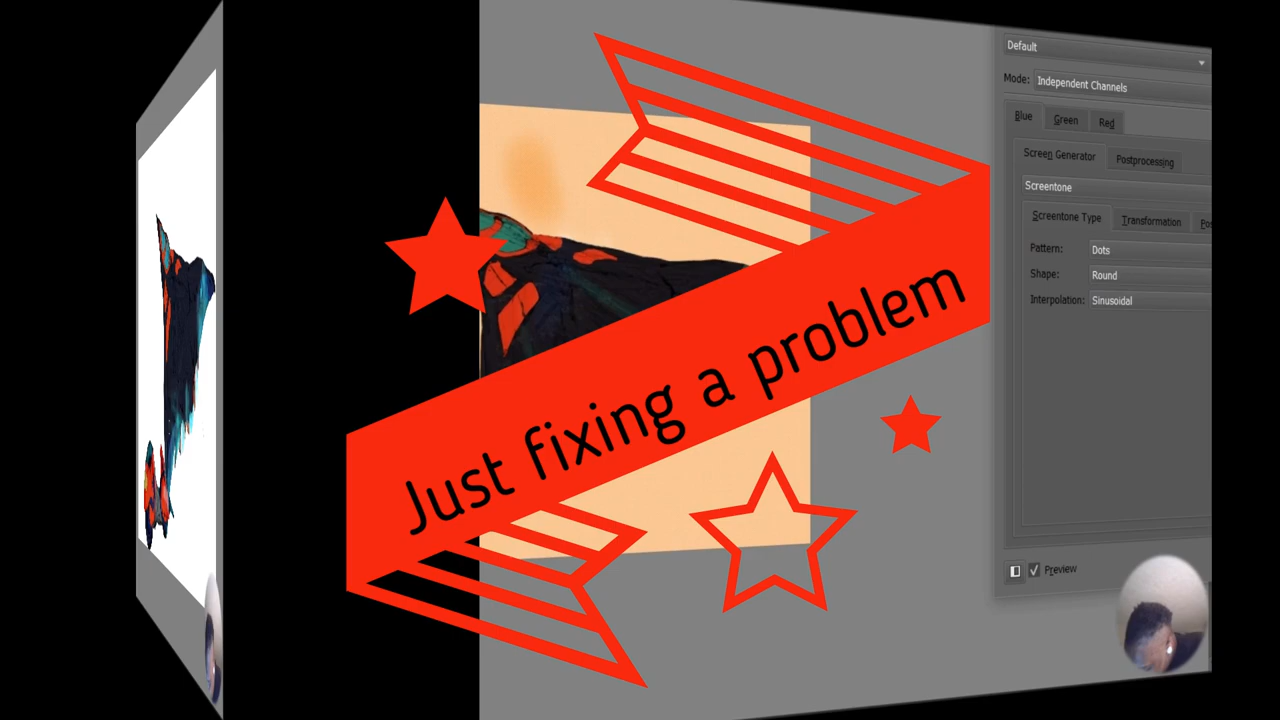 Default
Mode: Independent Channels
Blue Green Red
Screen Generator Postprocessing
Screentone
Screentone Type Transformation
Pattern: Dots
Shape: Round
Interpolation: Sinusoidal
Preview
Just fixing a problem